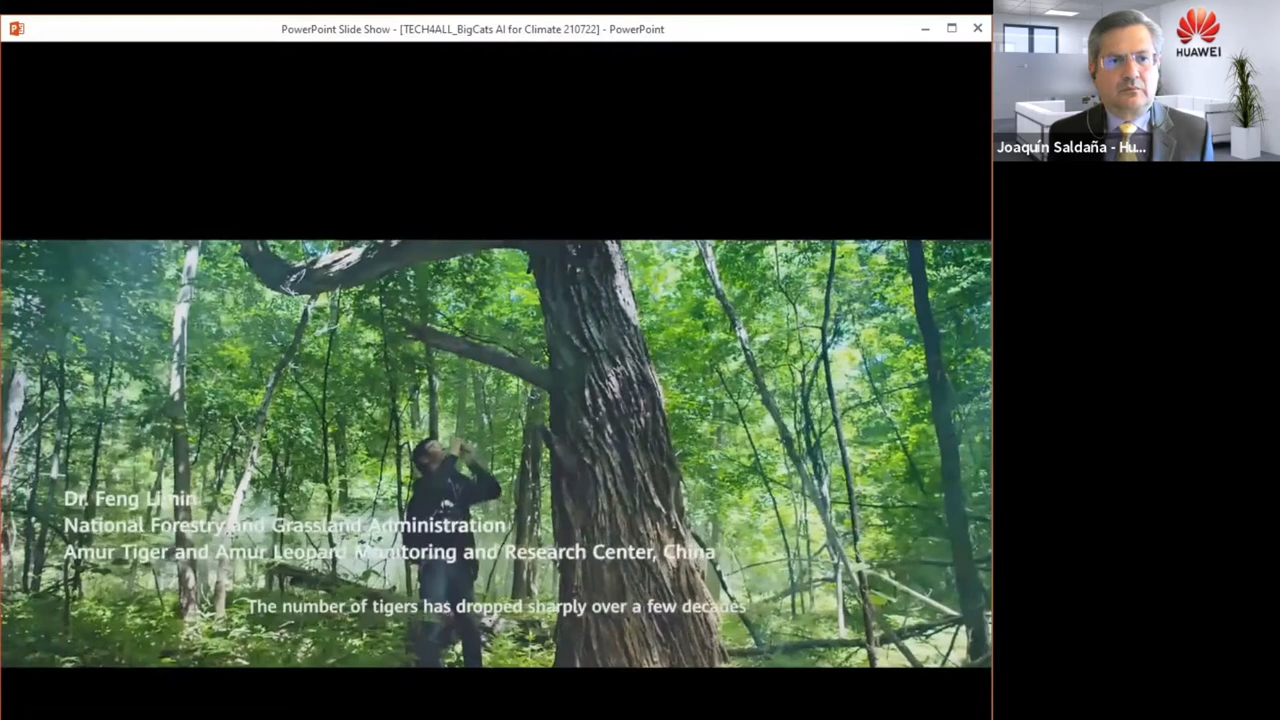 PowerPoint Slide Show - [TECH4ALL_BigCats AI for Climate 210722] - PowerPoint
HUAWEI
Joaquín Saldaña - Hu...
Dr. Feng Limin
National Forestry and Grassland Administration
Amur Tiger and Amur Leopard Monitoring and Research Center, China
The number of tigers has dropped sharply over a few decades